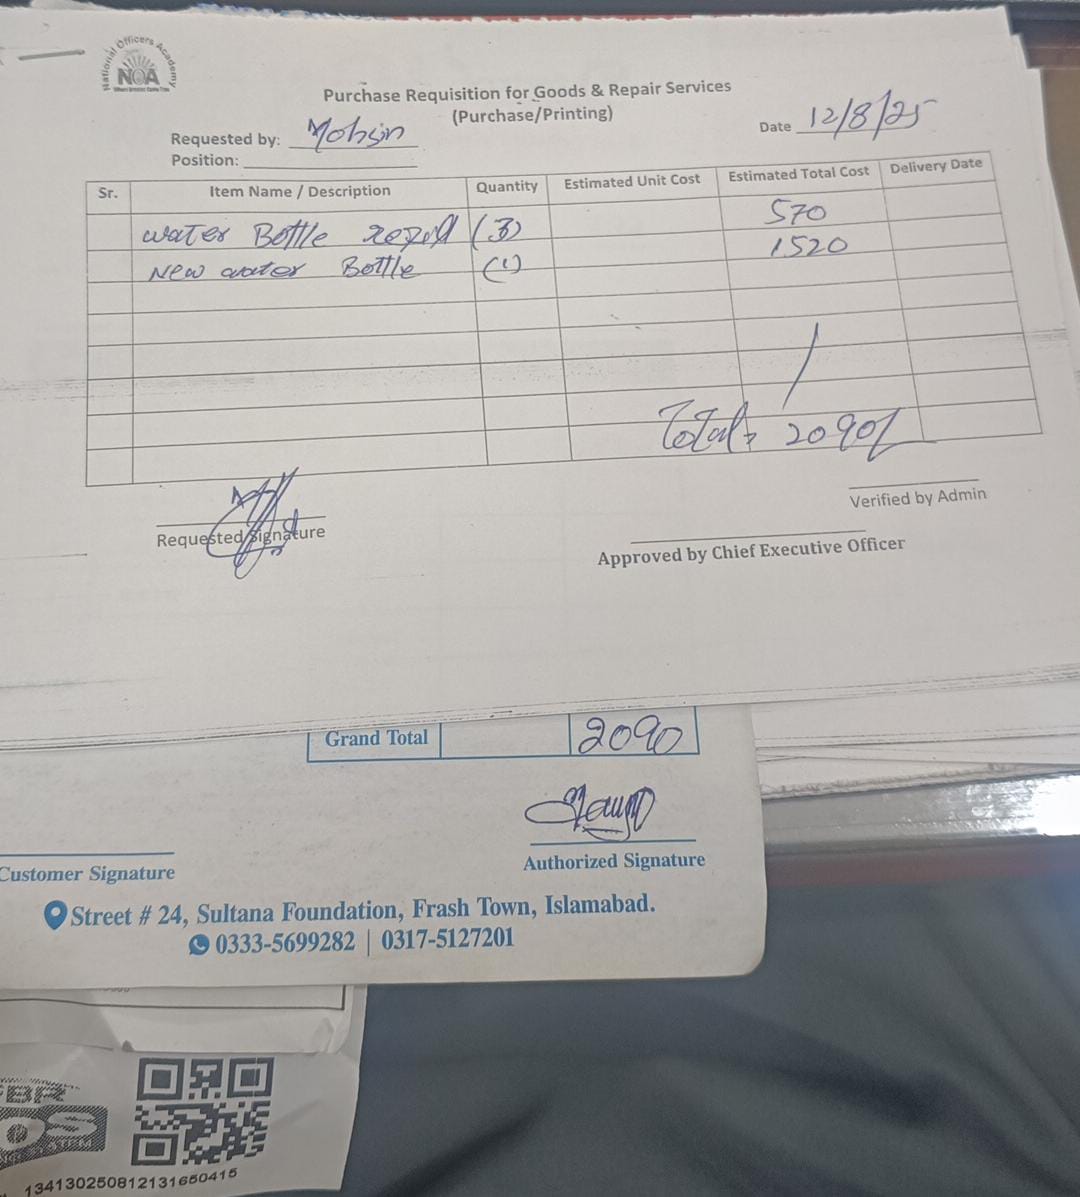 National Officers Academy
NOA
Purchase Requisition for Goods & Repair Services
(Purchase/Printing)
Requested by: Mohsin
Date 12/8/25
Position:
Sr. Item Name / Description Quantity Estimated Unit Cost Estimated Total Cost Delivery Date
water Bottle (3) 570
New water Bottle (1) 1520
Total= 2090/
Requested Signature
Verified by Admin
Approved by Chief Executive Officer
Grand Total 2090
Customer Signature
Authorized Signature
Street # 24, Sultana Foundation, Frash Town, Islamabad.
0333-5699282 | 0317-5127201
FBR
POS
134130250812131650415